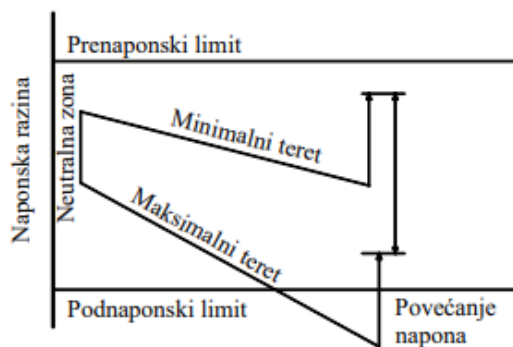 Prenaponski limit
Naponska razina
Neutralna zona
Minimalni teret
Maksimalni teret
Podnaponski limit
Povećanje
napona